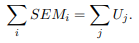 ∑_i SEM_i = ∑_j U_j.